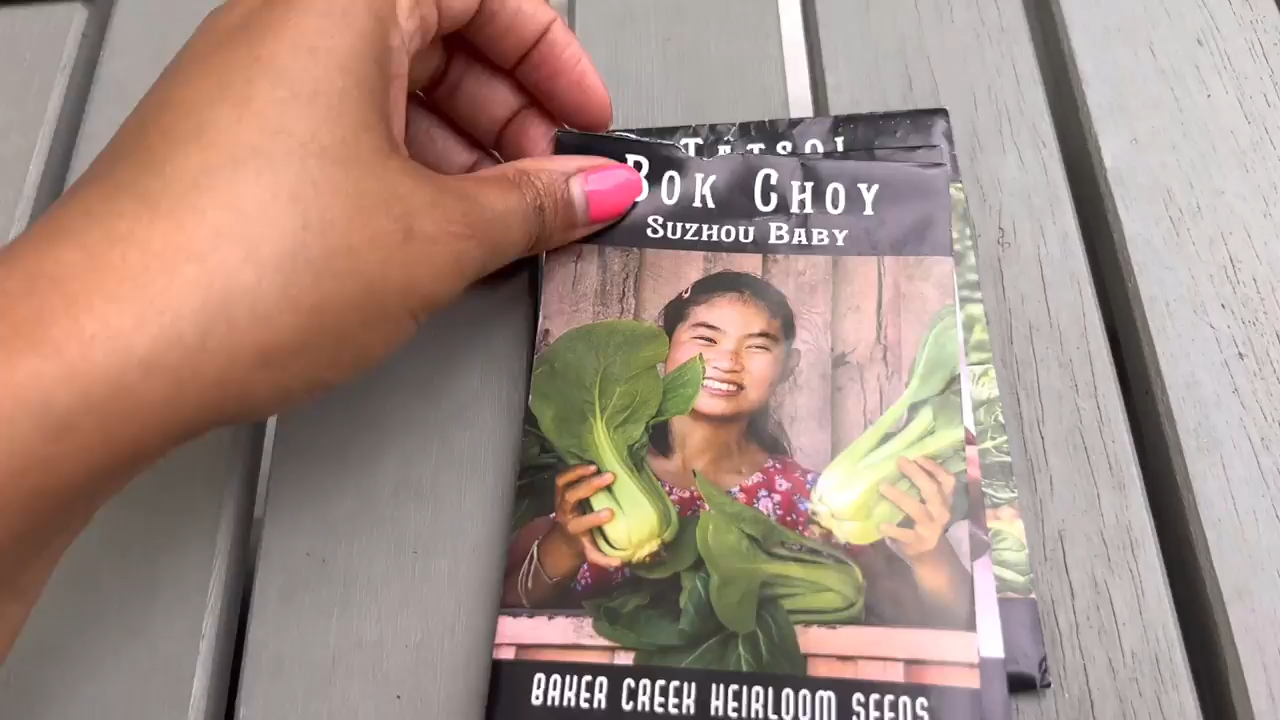 TATSOI
BOK CHOY
SUZHOU BABY
BAKER CREEK HEIRLOOM SEEDS